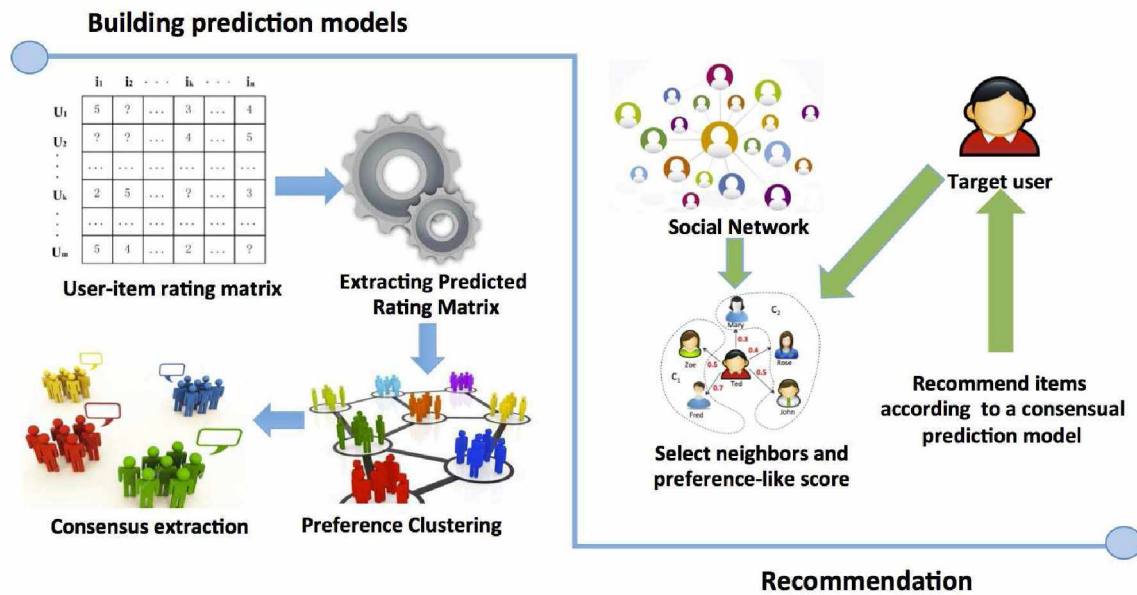 Building prediction models
i₁ i₂ · · · iₖ · · · iₙ
U₁ 5 ? ... 3 ... 4
U₂ ? ? ... 4 ... 5
⋮ ... ... ... ... ... ...
Uₖ 2 5 ... ? ... 3
⋮ ... ... ... ... ... ...
Uₘ 5 4 ... 2 ... ?
User-item rating matrix
Extracting Predicted
Rating Matrix
Consensus extraction
Preference Clustering
Social Network
Target user
Mary
C₂
0.3
Zoe
0.5
0.4
Rose
C₁
Ted
0.7
0.5
Fred
John
Select neighbors and
preference-like score
Recommend items
according to a consensual
prediction model
Recommendation